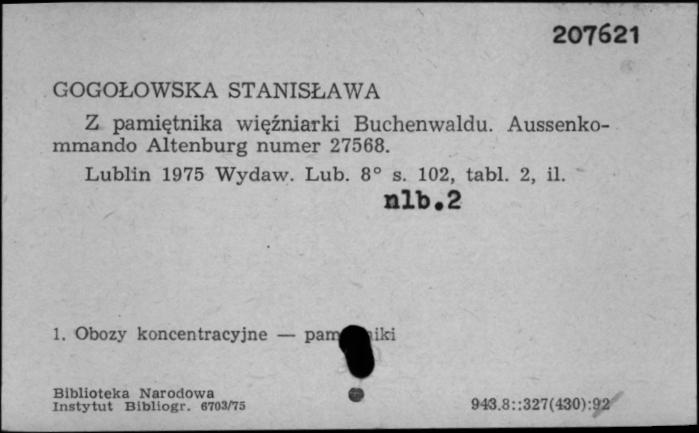 207621
GOGOŁOWSKA STANISŁAWA
Z pamiętnika więźniarki Buchenwaldu. Aussenko-
mmando Altenburg numer 27568.
Lublin 1975 Wydaw. Lub. 8° s. 102, tabl. 2, il.
nlb.2
1. Obozy koncentracyjne —
Biblioteka Narodowa
Instytut Bibliogr. 6703/75
943.8::327(430):92